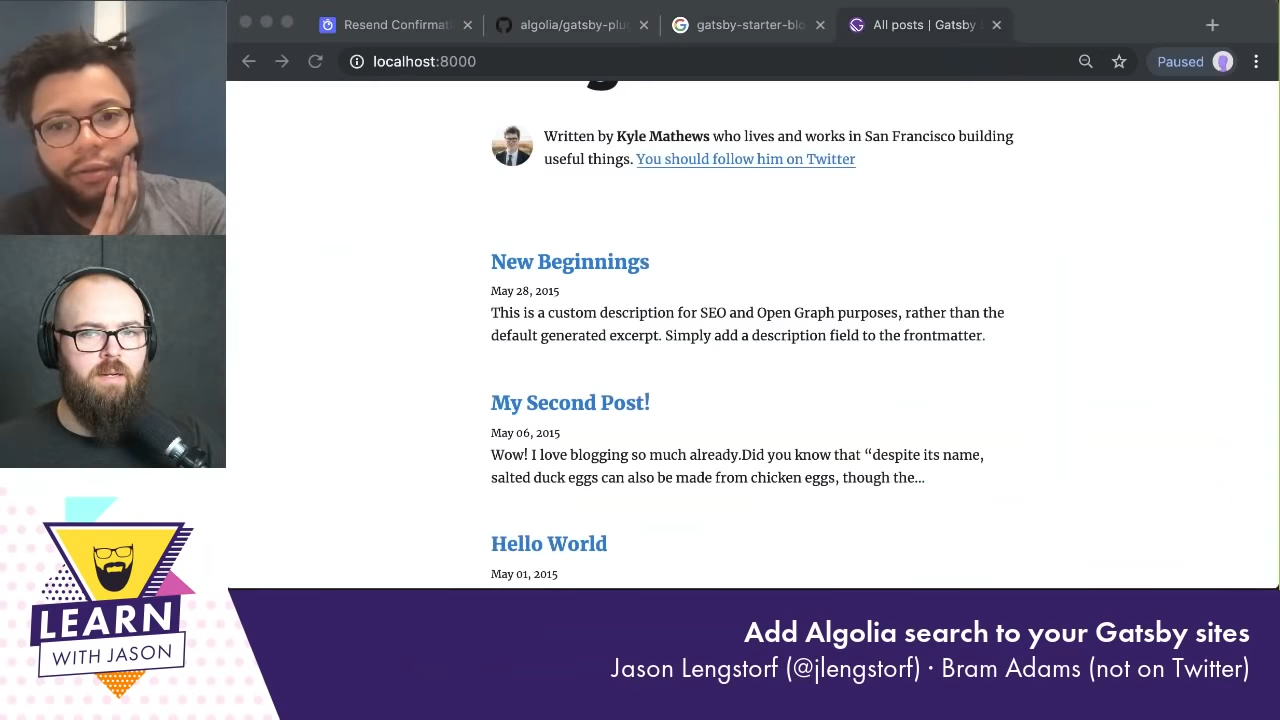 Resend Confirmat
algolia/gatsby-plu
gatsby-starter-blo
All posts | Gatsby
localhost:8000
Paused
Written by Kyle Mathews who lives and works in San Francisco building
useful things. You should follow him on Twitter
New Beginnings
May 28, 2015
This is a custom description for SEO and Open Graph purposes, rather than the
default generated excerpt. Simply add a description field to the frontmatter.
My Second Post!
May 06, 2015
Wow! I love blogging so much already.Did you know that “despite its name,
salted duck eggs can also be made from chicken eggs, though the…
Hello World
May 01, 2015
LEARN
WITH JASON
Add Algolia search to your Gatsby sites
Jason Lengstorf (@jlengstorf) · Bram Adams (not on Twitter)